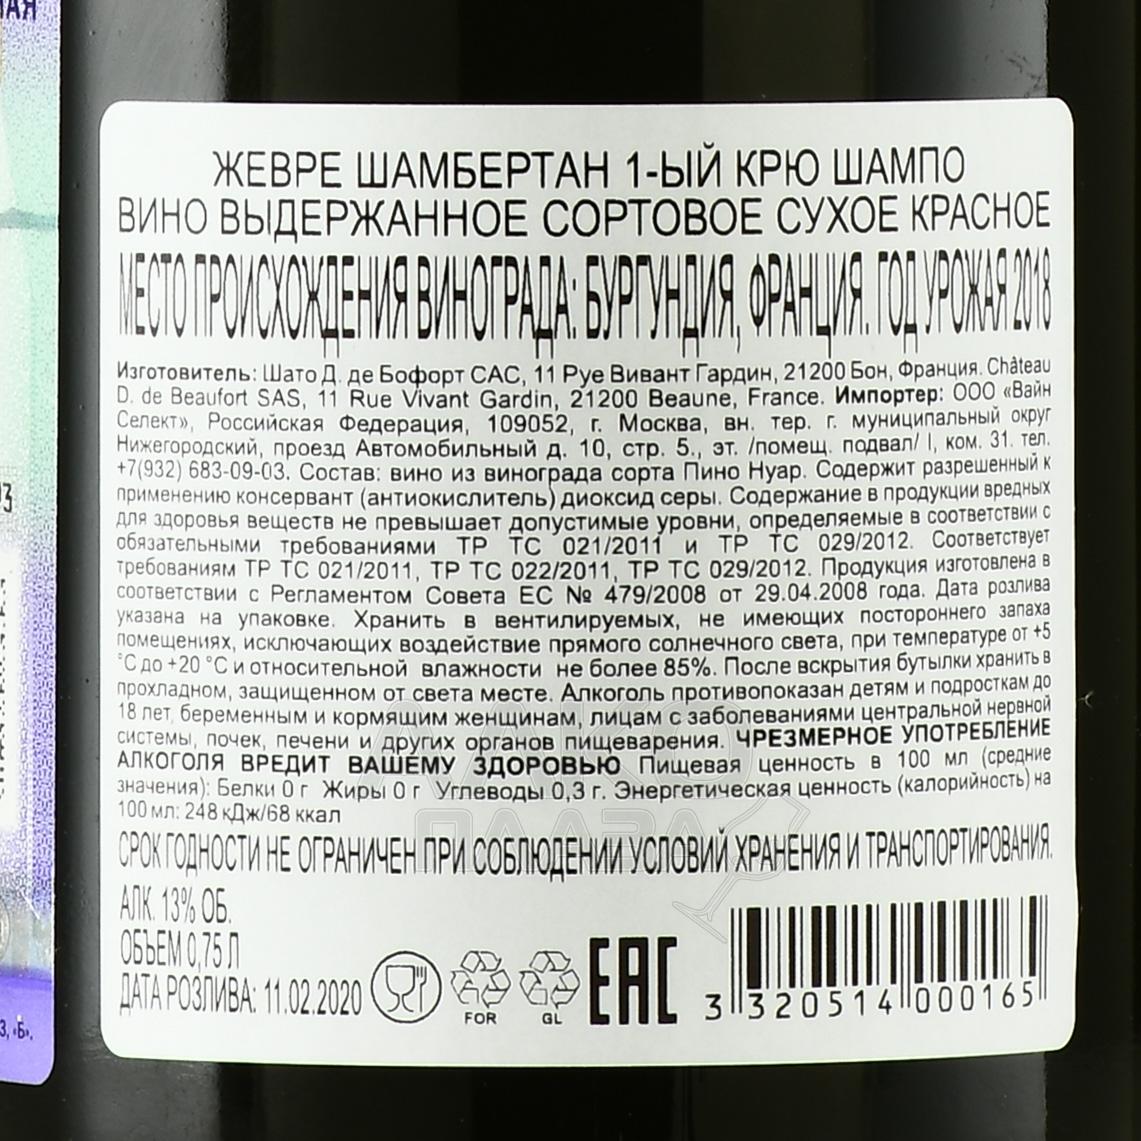 ЖЕВРЕ ШАМБЕРТАН 1-ЫЙ КРЮ ШАМПО
ВИНО ВЫДЕРЖАННОЕ СОРТОВОЕ СУХОЕ КРАСНОЕ
МЕСТО ПРОИСХОЖДЕНИЯ ВИНОГРАДА: БУРГУНДИЯ, ФРАНЦИЯ. ГОД УРОЖАЯ 2018
Изготовитель: Шато Д. де Бофорт САС, 11 Руе Вивант Гардин, 21200 Бон, Франция. Château
D. de Beaufort SAS, 11 Rue Vivant Gardin, 21200 Beaune, France. Импортер: ООО «Вайн
Селект», Российская Федерация, 109052, г. Москва, вн. тер. г. муниципальный округ
Нижегородский, проезд Автомобильный д. 10, стр. 5., эт. /помещ. подвал/ I, ком. 31. тел.
+7(932) 683-09-03. Состав: вино из винограда сорта Пино Нуар. Содержит разрешенный к
применению консервант (антиокислитель) диоксид серы. Содержание в продукции вредных
для здоровья веществ не превышает допустимые уровни, определяемые в соответствии с
обязательными требованиями ТР ТС 021/2011 и ТР ТС 029/2012. Соответствует
требованиям ТР ТС 021/2011, ТР ТС 022/2011, ТР ТС 029/2012. Продукция изготовлена в
соответствии с Регламентом Совета ЕС № 479/2008 от 29.04.2008 года. Дата розлива
указана на упаковке. Хранить в вентилируемых, не имеющих постороннего запаха
помещениях, исключающих воздействие прямого солнечного света, при температуре от +5
°С до +20 °С и относительной влажности не более 85%. После вскрытия бутылки хранить в
прохладном, защищенном от света месте. Алкоголь противопоказан детям и подросткам до
18 лет, беременным и кормящим женщинам, лицам с заболеваниями центральной нервной
системы, почек, печени и других органов пищеварения. ЧРЕЗМЕРНОЕ УПОТРЕБЛЕНИЕ
АЛКОГОЛЯ ВРЕДИТ ВАШЕМУ ЗДОРОВЬЮ Пищевая ценность в 100 мл (средние
значения): Белки 0 г Жиры 0 г Углеводы 0,3 г. Энергетическая ценность (калорийность) на
100 мл: 248 кДж/68 ккал
СРОК ГОДНОСТИ НЕ ОГРАНИЧЕН ПРИ СОБЛЮДЕНИИ УСЛОВИЙ ХРАНЕНИЯ И ТРАНСПОРТИРОВАНИЯ.
АЛК. 13% ОБ.
ОБЪЕМ 0,75 Л
ДАТА РОЗЛИВА: 11.02.2020
FOR
GL
EAC
3 320514 000165
АЛКО
ПЛАЗА